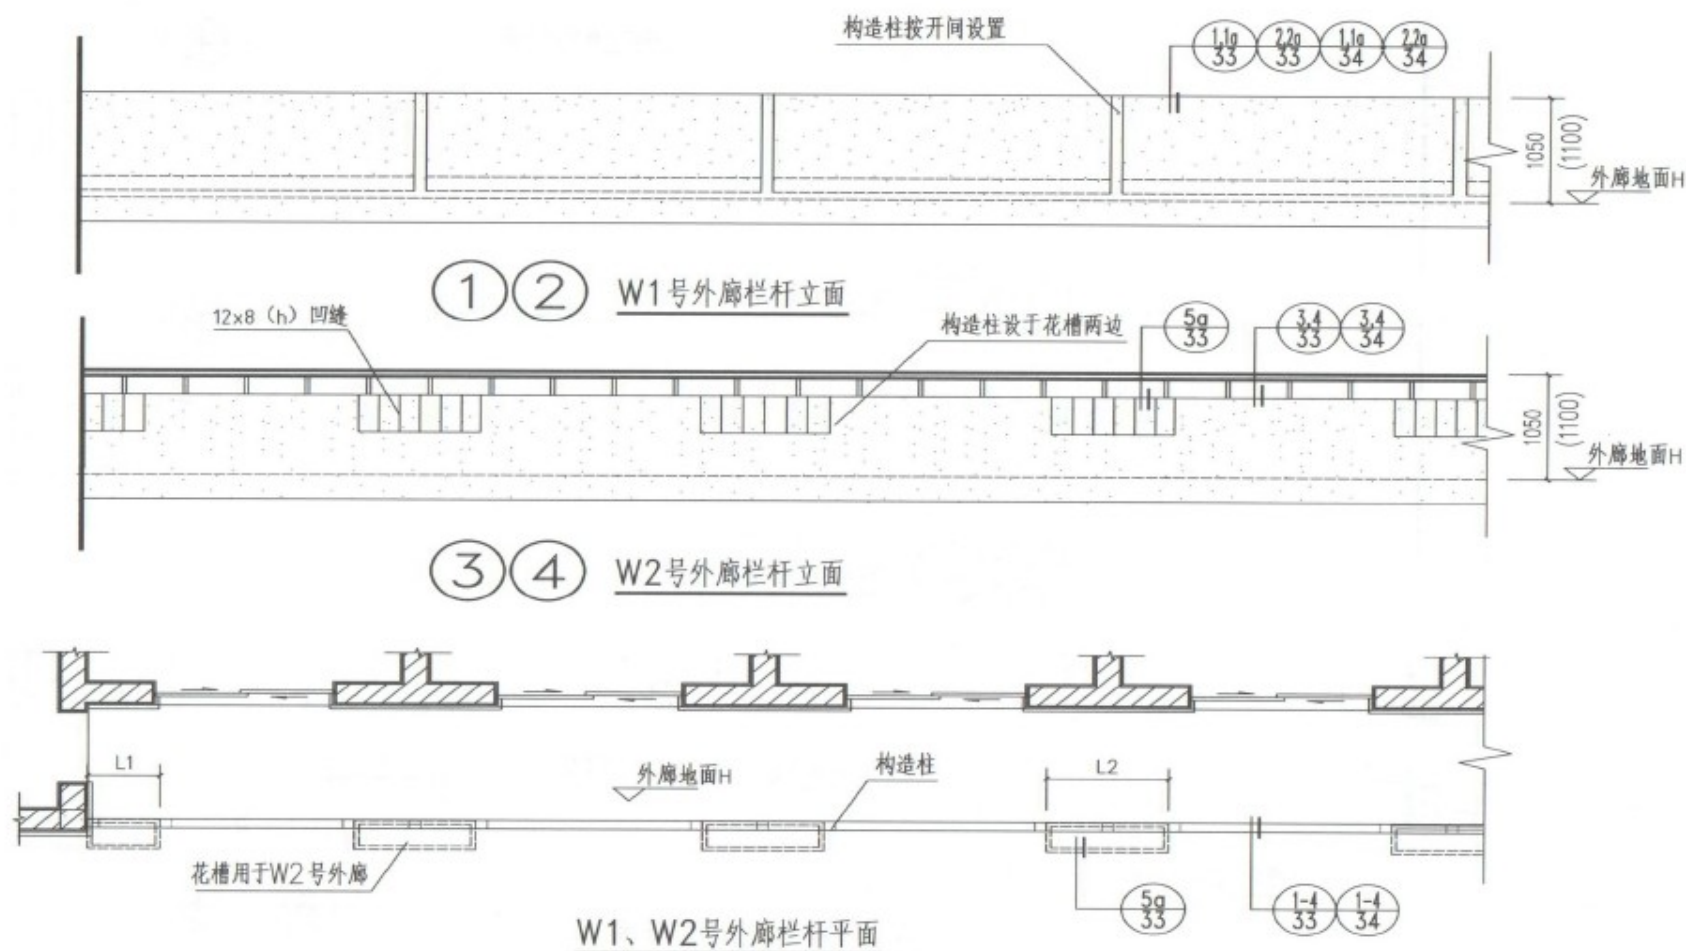 构造柱按开间设置
1,1a 2,2a 1,1a 2,2a
33 33 34 34
1050
(1100)
外廊地面H
① ② W1号外廊栏杆立面
12x8（h）凹缝
构造柱设于花槽两边
5a 3,4 3,4
33 33 34
1050
(1100)
外廊地面H
③ ④ W2号外廊栏杆立面
L1
外廊地面H
构造柱
L2
花槽用于W2号外廊
5a 1-4 1-4
33 33 34
W1、W2号外廊栏杆平面